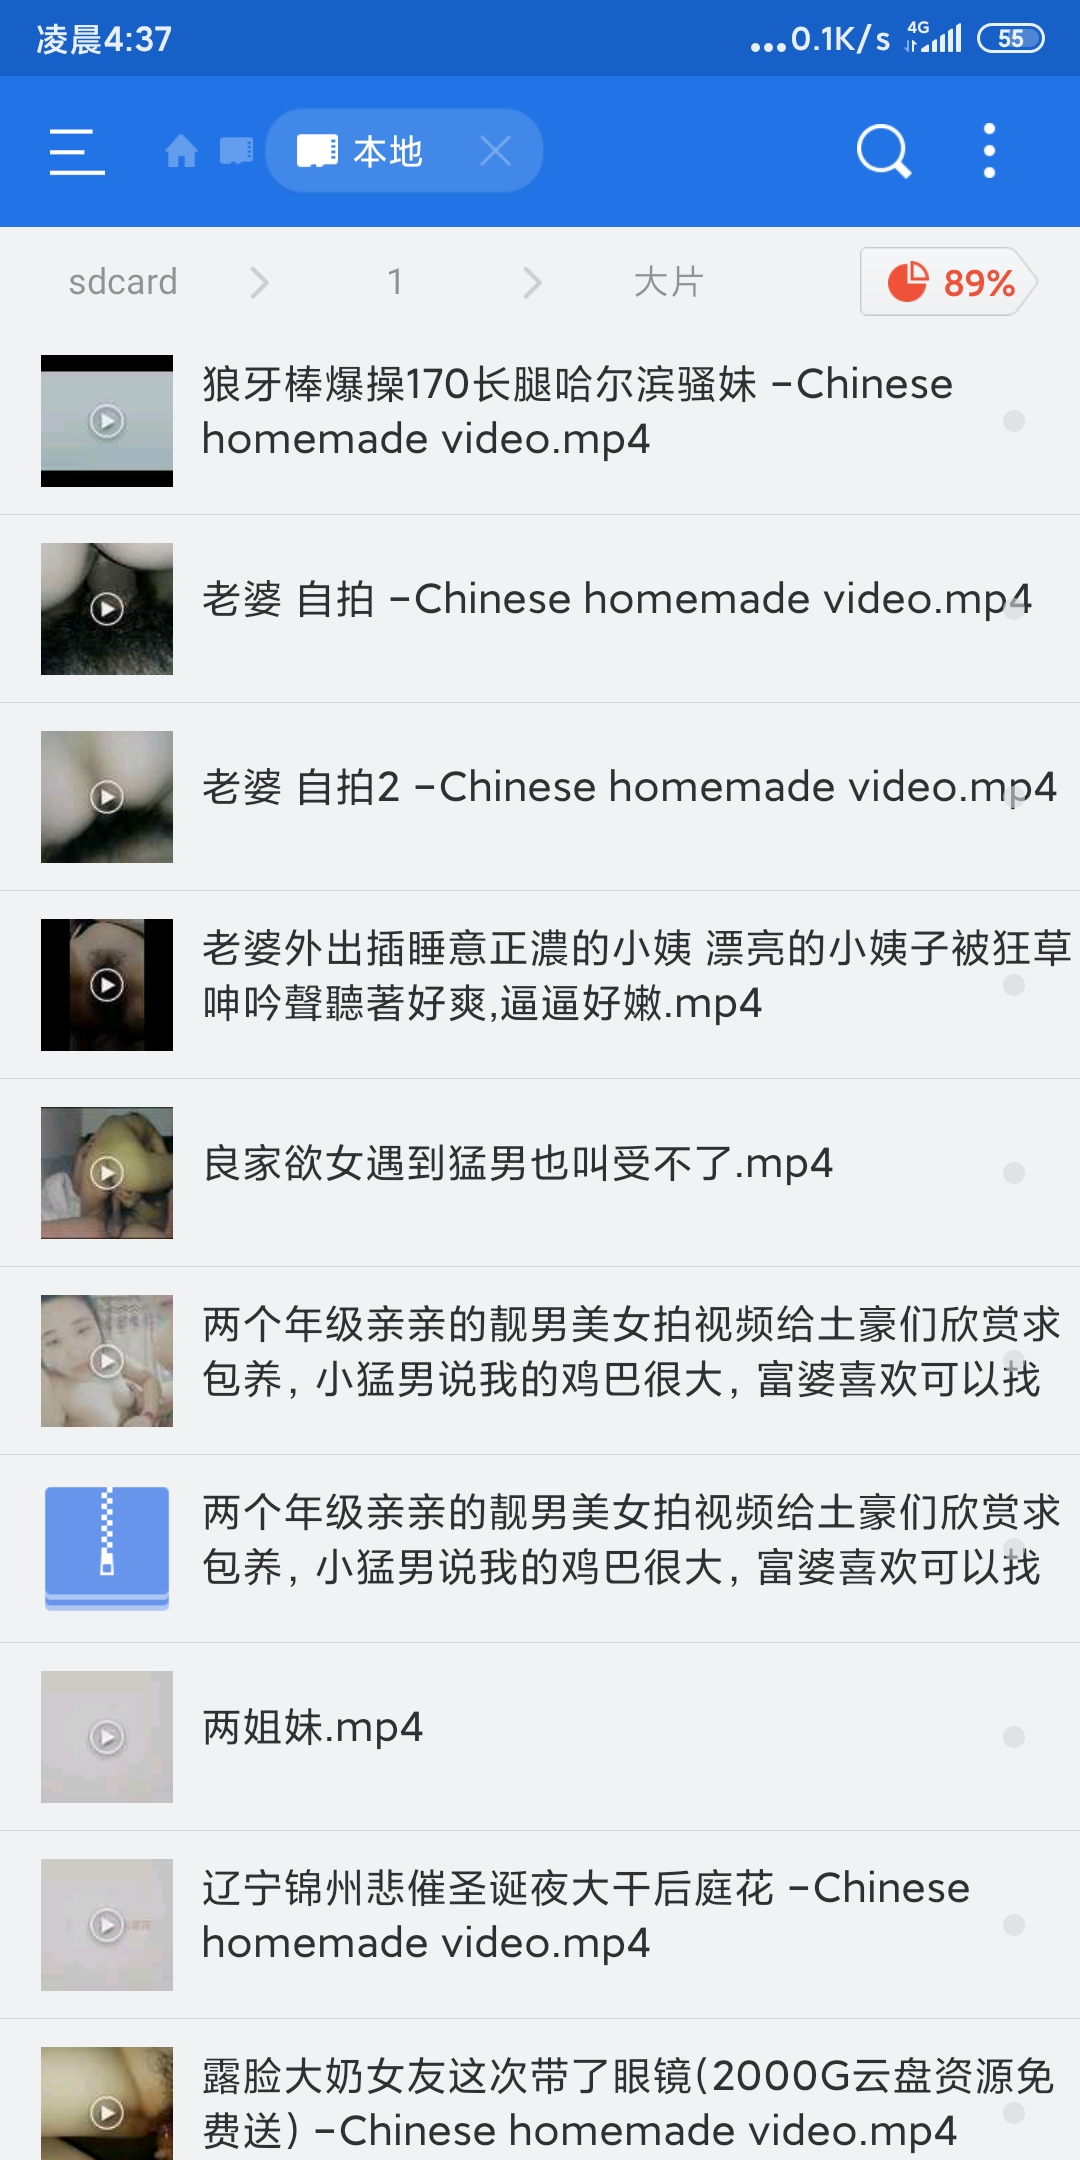 凌晨4:37
...0.1K/s 4G 55
本地
sdcard 1 大片 89%
狼牙棒爆操170长腿哈尔滨骚妹 -Chinese
homemade video.mp4
老婆 自拍 -Chinese homemade video.mp4
老婆 自拍2 -Chinese homemade video.mp4
老婆外出插睡意正濃的小姨 漂亮的小姨子被狂草
呻吟聲聽著好爽,逼逼好嫩.mp4
良家欲女遇到猛男也叫受不了.mp4
两个年级亲亲的靓男美女拍视频给土豪们欣赏求
包养，小猛男说我的鸡巴很大，富婆喜欢可以找
两个年级亲亲的靓男美女拍视频给土豪们欣赏求
包养，小猛男说我的鸡巴很大，富婆喜欢可以找
两姐妹.mp4
辽宁锦州悲催圣诞夜大干后庭花 -Chinese
homemade video.mp4
露脸大奶女友这次带了眼镜(2000G云盘资源免
费送) -Chinese homemade video.mp4